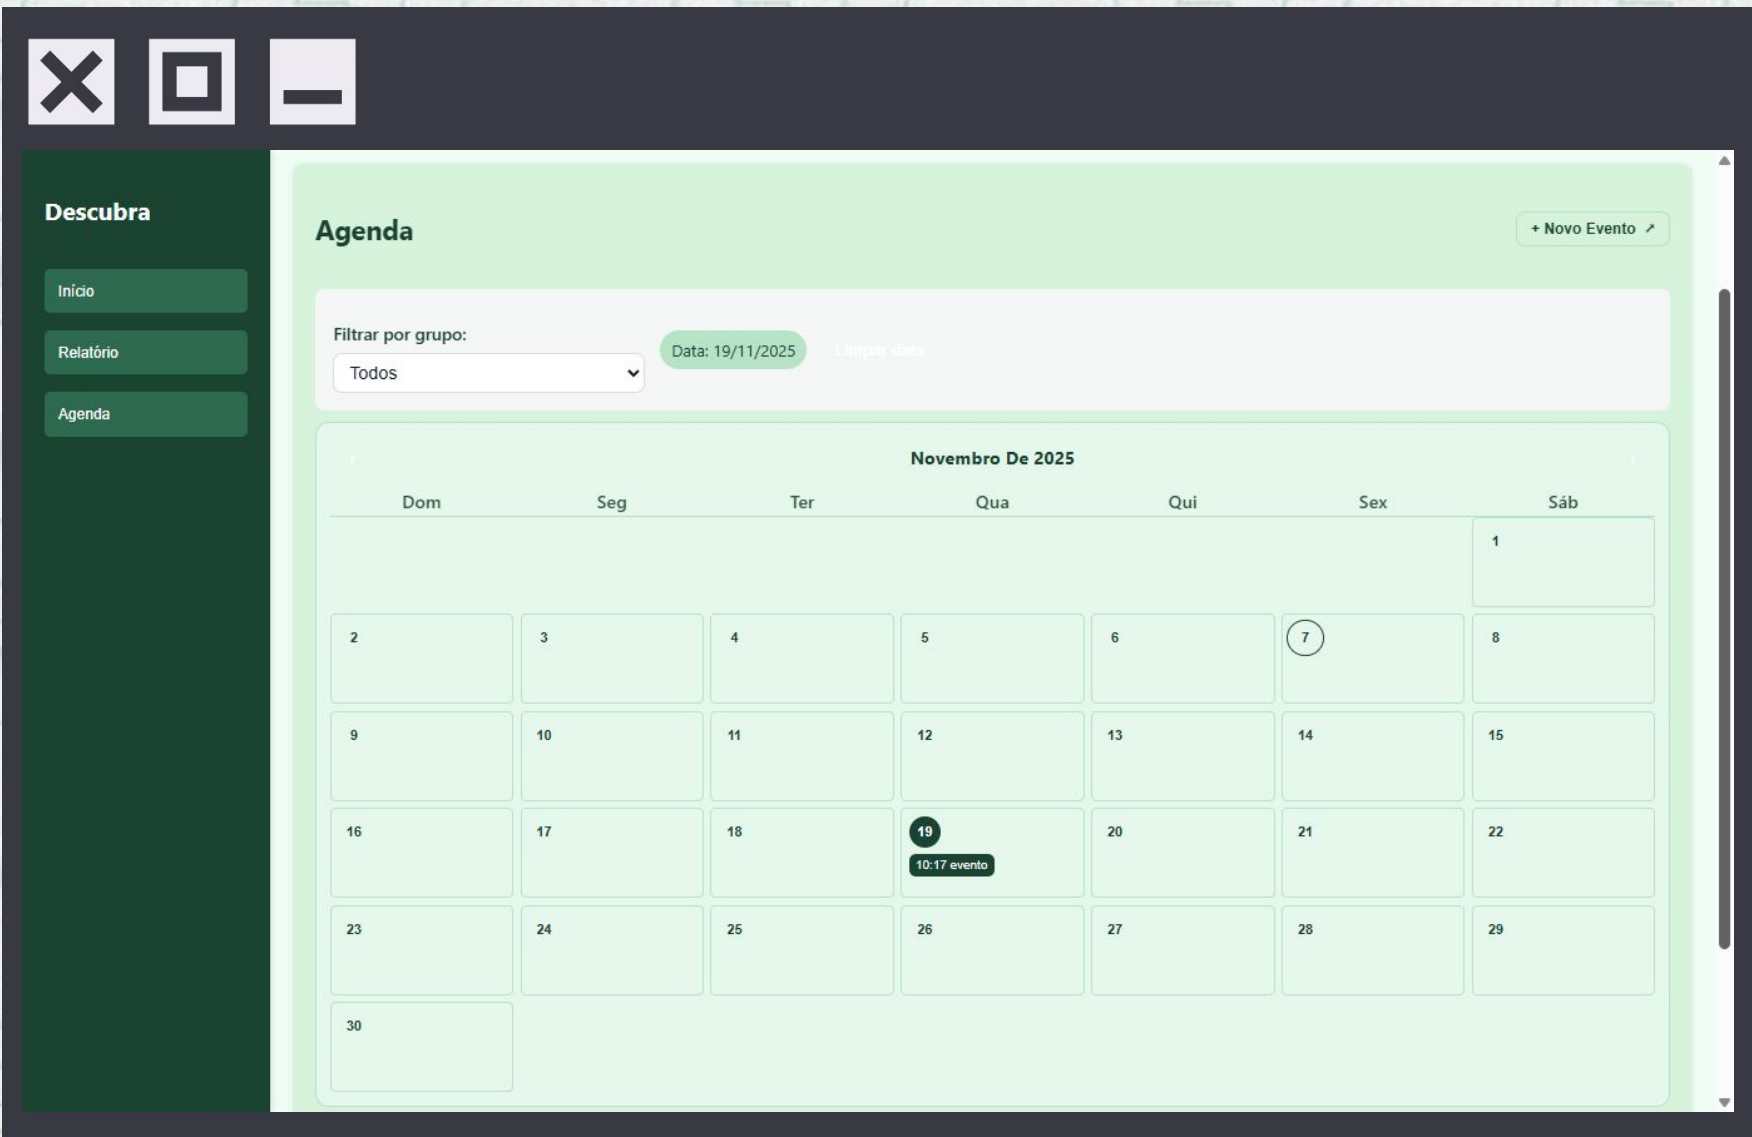 Descubra
Início
Relatório
Agenda
Agenda
+ Novo Evento ↗
Filtrar por grupo:
Todos
Data: 19/11/2025
Limpar data
‹ Novembro De 2025 ›
Dom Seg Ter Qua Qui Sex Sáb
1
2 3 4 5 6 7 8
9 10 11 12 13 14 15
16 17 18 19 20 21 22
10:17 evento
23 24 25 26 27 28 29
30